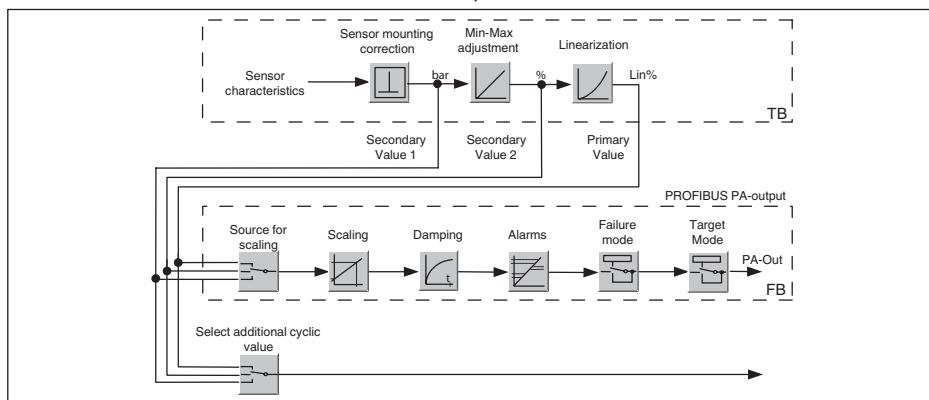 Sensor mounting
correction
Min-Max
adjustment
Linearization
Sensor
characteristics
bar
%
Lin%
TB
Secondary
Value 1
Secondary
Value 2
Primary
Value
PROFIBUS PA-output
Source for
scaling
Scaling
Damping
Alarms
Failure
mode
Target
Mode
t
PA-Out
FB
Select additional cyclic
value